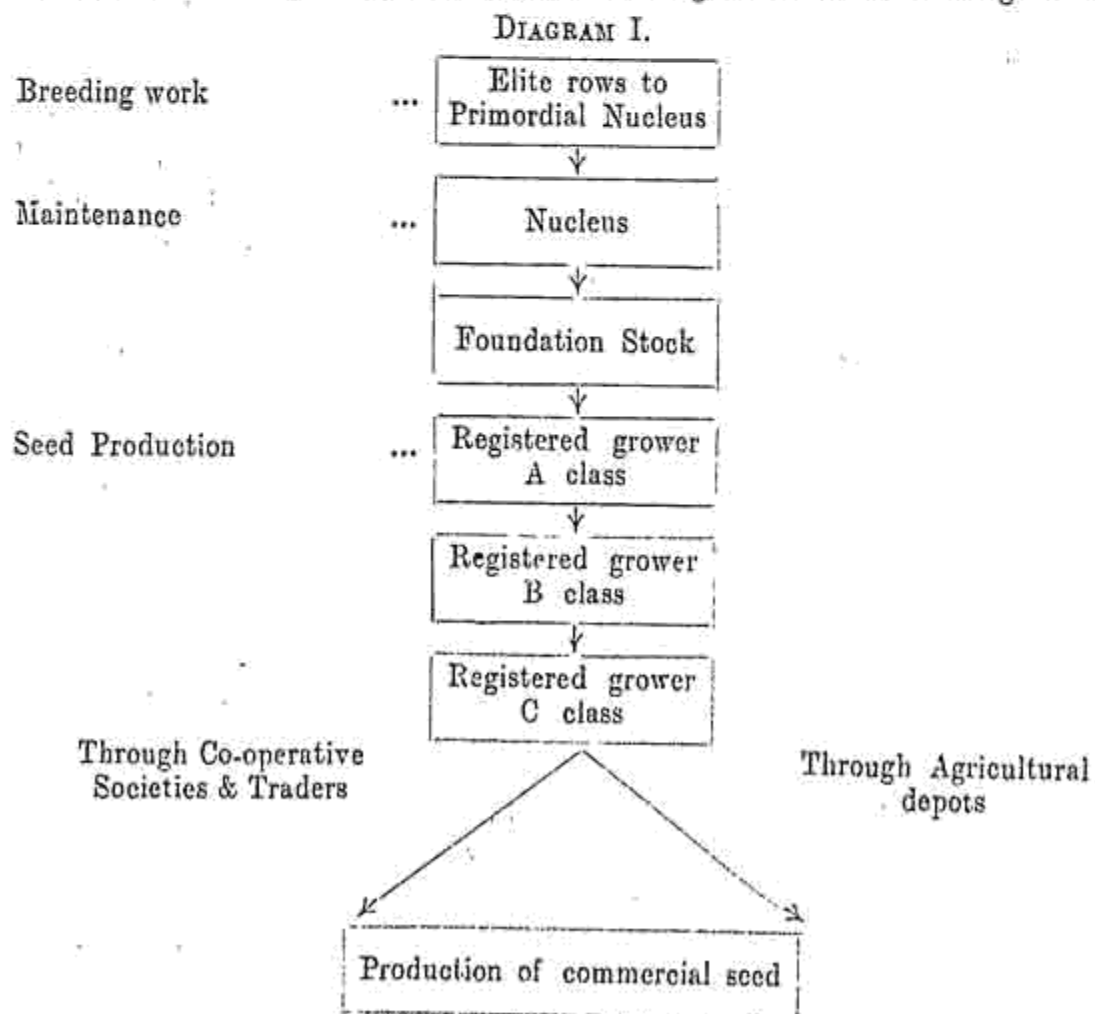 DIAGRAM I.
Breeding work ... Elite rows to
Primordial Nucleus
Maintenance ... Nucleus
Foundation Stock
Seed Production ... Registered grower
A class
Registered grower
B class
Registered grower
C class
Through Co-operative
Societies & Traders
Through Agricultural
depots
Production of commercial seed